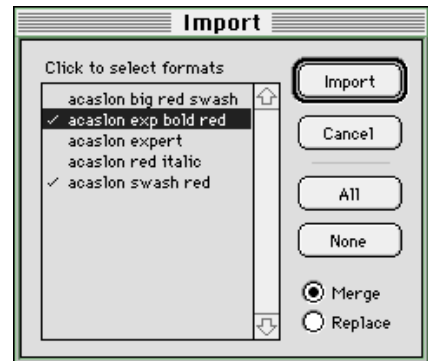 Import
Click to select formats
acaslon big red swash
✓ acaslon exp bold red
acaslon expert
acaslon red italic
✓ acaslon swash red
Import
Cancel
All
None
Merge
Replace